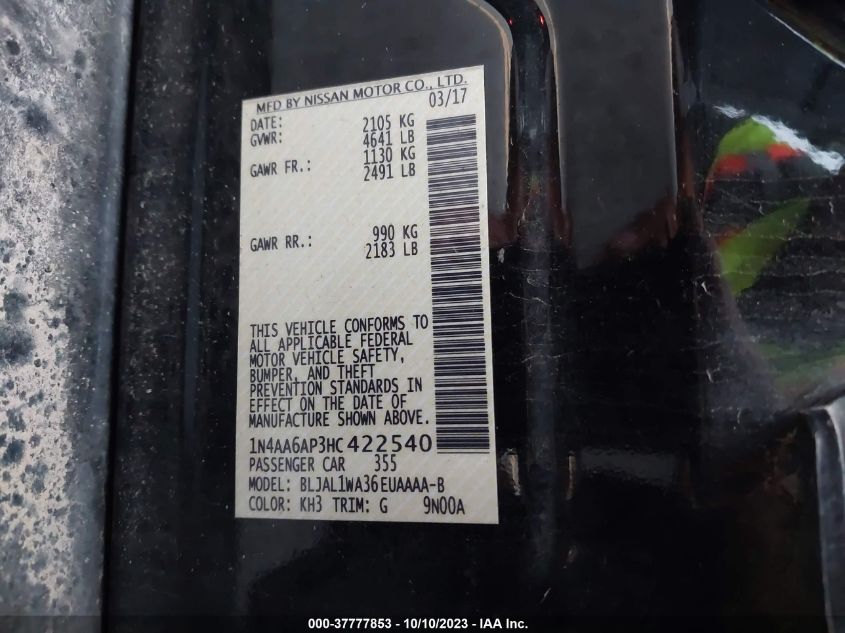 MFD BY NISSAN MOTOR CO., LTD.
DATE: 03/17
GVWR: 2105 KG
4641 LB
GAWR FR.: 1130 KG
2491 LB
GAWR RR.: 990 KG
2183 LB
THIS VEHICLE CONFORMS TO
ALL APPLICABLE FEDERAL
MOTOR VEHICLE SAFETY,
BUMPER, AND THEFT
PREVENTION STANDARDS IN
EFFECT ON THE DATE OF
MANUFACTURE SHOWN ABOVE.
1N4AA6AP3HC422540
PASSENGER CAR 355
MODEL: BLJAL1WA36EUAAAA-B
COLOR: KH3 TRIM: G 9N00A
000-37777853 - 10/10/2023 - IAA Inc.